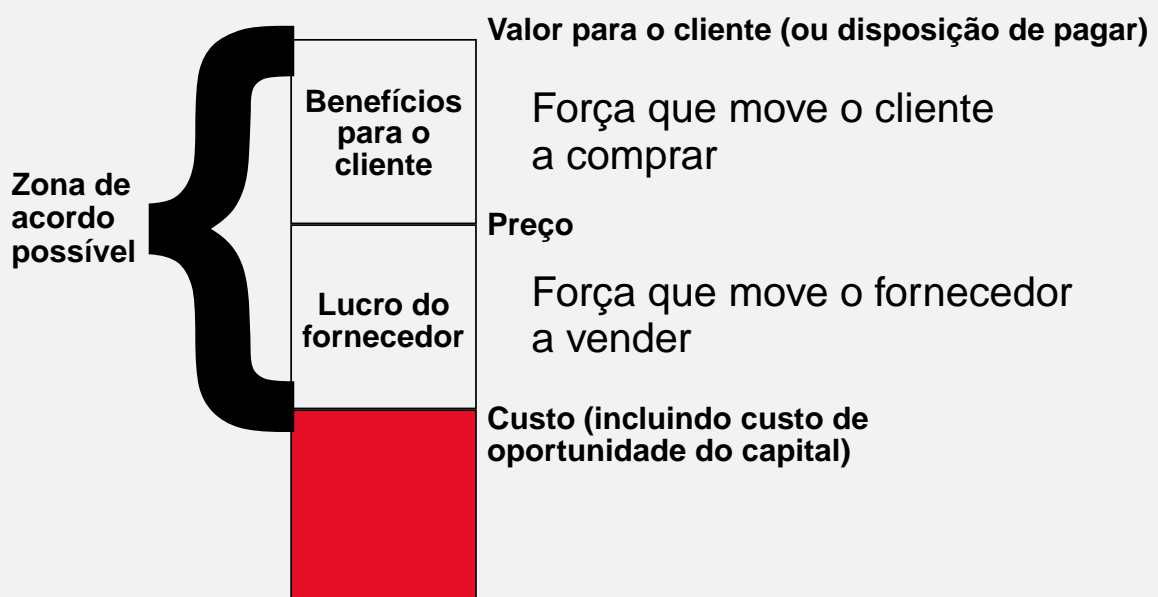 Valor para o cliente (ou disposição de pagar)
Benefícios
para o
cliente
Força que move o cliente
a comprar
Zona de
acordo
possível
Preço
Lucro do
fornecedor
Força que move o fornecedor
a vender
Custo (incluindo custo de
oportunidade do capital)